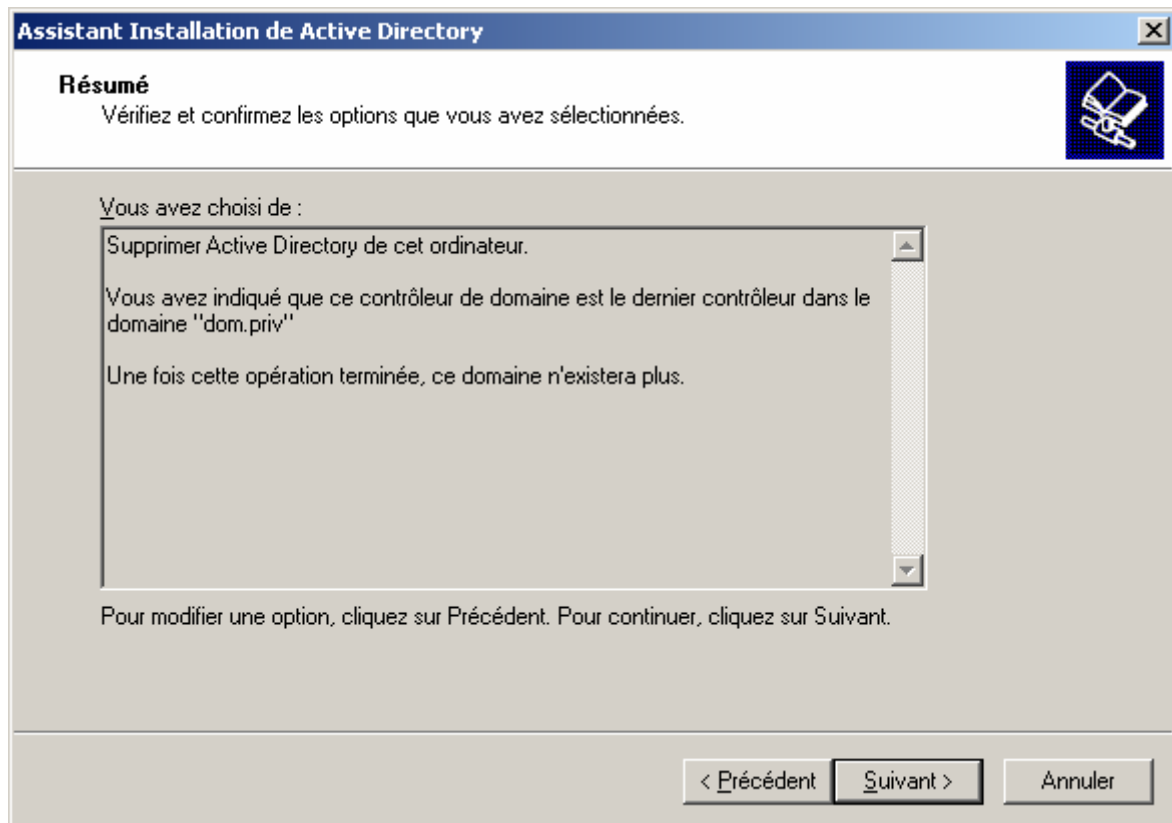 Assistant Installation de Active Directory
Résumé
Vérifiez et confirmez les options que vous avez sélectionnées.
Vous avez choisi de :
Supprimer Active Directory de cet ordinateur.
Vous avez indiqué que ce contrôleur de domaine est le dernier contrôleur dans le
domaine "dom.priv"
Une fois cette opération terminée, ce domaine n'existera plus.
Pour modifier une option, cliquez sur Précédent. Pour continuer, cliquez sur Suivant.
< Précédent Suivant > Annuler